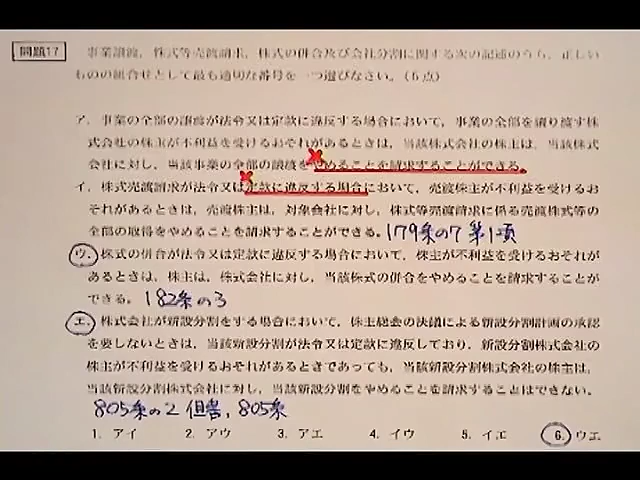 問題17 事業譲渡，株式等売渡請求，株式の併合及び会社分割に関する次の記述のうち，正しい
ものの組合せとして最も適切な番号を一つ選びなさい。（5点）
ア．事業の全部の譲渡が法令又は定款に違反する場合において，事業の全部を譲り渡す株
式会社の株主が不利益を受けるおそれがあるときは，当該株式会社の株主は，当該株式
会社に対し，当該事業の全部の譲渡をやめることを請求することができる。
イ．株式売渡請求が法令又は定款に違反する場合において，売渡株主が不利益を受けるお
それがあるときは，売渡株主は，対象会社に対し，株式等売渡請求に係る売渡株式等の
全部の取得をやめることを請求することができる。179条の7 第1項
ウ．株式の併合が法令又は定款に違反する場合において，株主が不利益を受けるおそれが
あるときは，株主は，株式会社に対し，当該株式の併合をやめることを請求することが
できる。182条の3
エ．株式会社が新設分割をする場合において，株主総会の決議による新設分割計画の承認
を要しないときは，当該新設分割が法令又は定款に違反しており，新設分割株式会社の
株主が不利益を受けるおそれがあるときであっても，当該新設分割株式会社の株主は，
当該新設分割株式会社に対し，当該新設分割をやめることを請求することはできない。
805条の2 但書，805条
1．アイ 2．アウ 3．アエ 4．イウ 5．イエ 6．ウエ